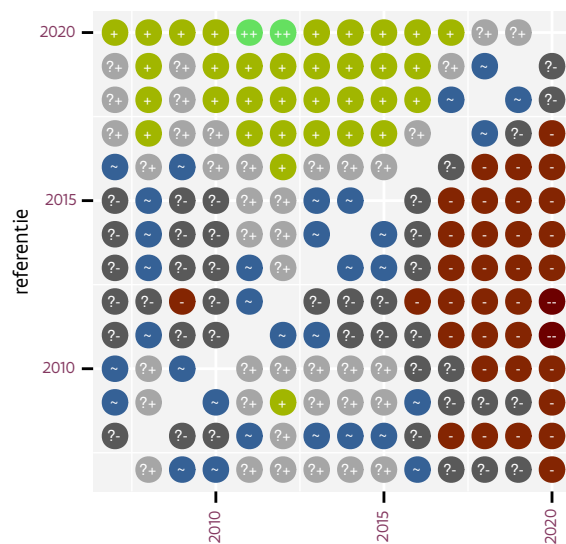 2020 + + + + ++ ++ + + + + + ?+ ?+
?+ + ?+ + + + + + + + ?+ ~ ?-
?+ + ?+ + + + + + + + ~ ~ ?-
?+ + ?+ ?+ + + + + + ?+ ~ ?- -
~ ?+ ~ ?+ ?+ + ?+ ?+ ?+ ?- - - -
2015 ?- ~ ?- ?- ?+ ?+ ~ ~ ?- - - - -
?- ~ ?- ?- ?+ ?+ ~ ~ ?- - - - -
?- ~ ?- ?- ~ ?+ ~ ~ ?- - - - -
?- ?- - ?- ~ ?- ?- ?- - - - - --
?- ~ ?- ?- ~ ~ ?- ?- ?- - - - --
2010 ~ ?+ ~ ?+ ?+ ?+ ?+ ?+ ?- ?- - - -
~ ?+ ~ ?+ + ?+ ?+ ?+ ~ ?- ?- ?- -
?- ?- ?- ~ ?+ ~ ~ ~ ?- - - - -
?+ ~ ~ ?+ ?+ ?+ ?+ ?+ ~ ?- ?- ?- -
referentie
2010 2015 2020